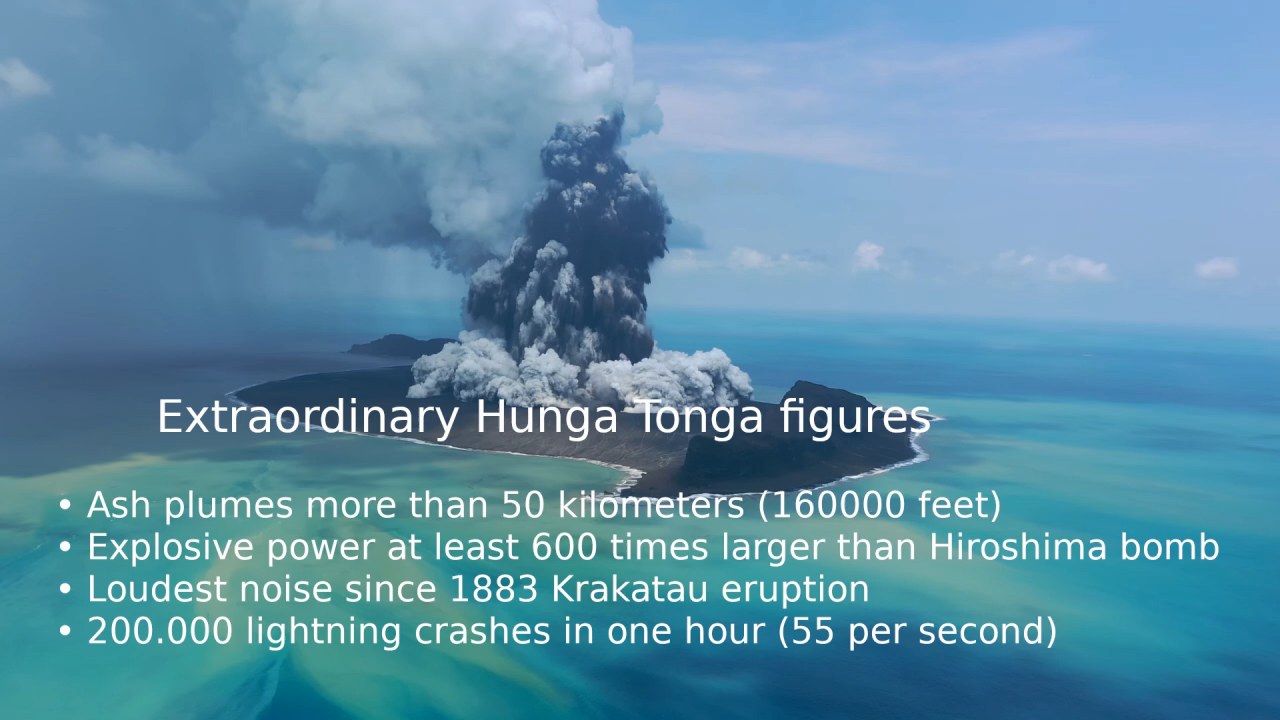 Extraordinary Hunga Tonga figures
• Ash plumes more than 50 kilometers (160000 feet)
• Explosive power at least 600 times larger than Hiroshima bomb
• Loudest noise since 1883 Krakatau eruption
• 200.000 lightning crashes in one hour (55 per second)